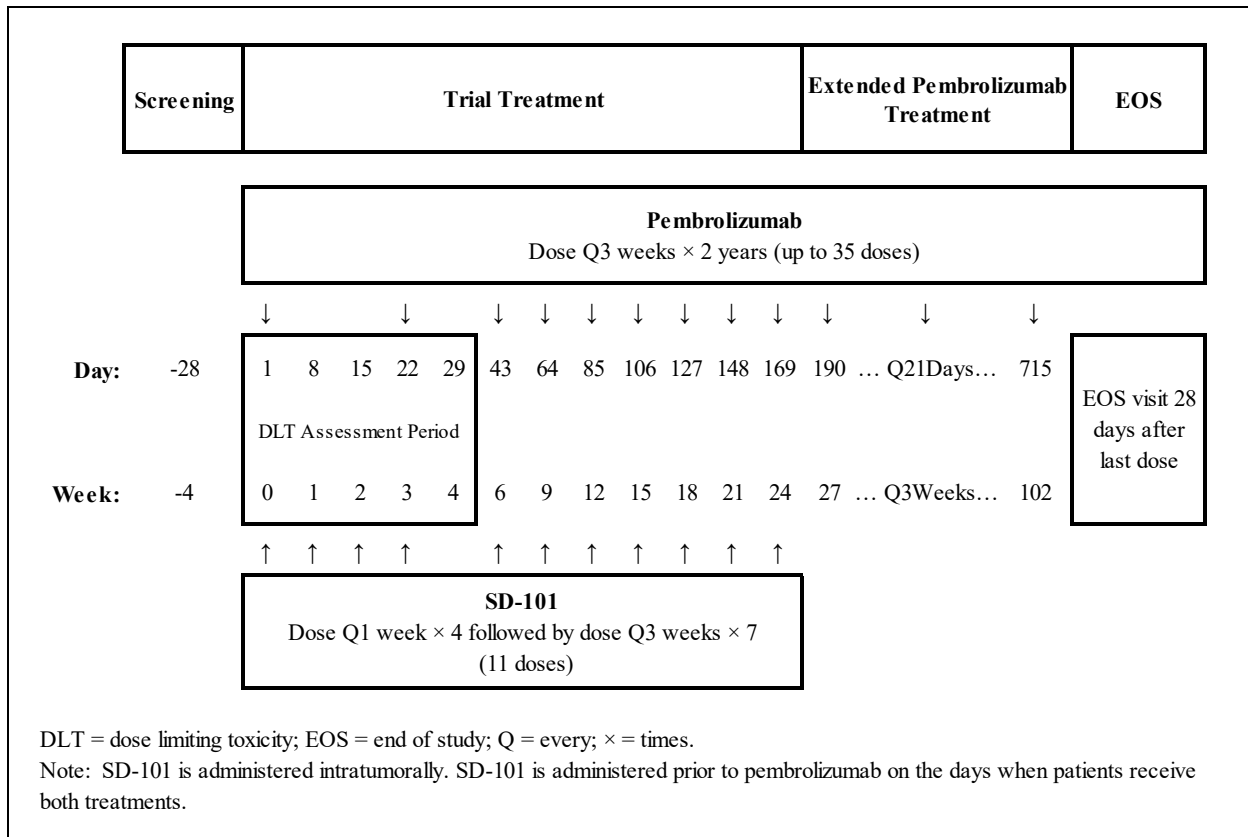 Screening Trial Treatment Extended Pembrolizumab Treatment EOS
Pembrolizumab
Dose Q3 weeks × 2 years (up to 35 doses)
↓ ↓ ↓ ↓ ↓ ↓ ↓ ↓ ↓ ↓ ↓ ↓
Day: -28 1 8 15 22 29 43 64 85 106 127 148 169 190 … Q21Days… 715
DLT Assessment Period
EOS visit 28
days after
last dose
Week: -4 0 1 2 3 4 6 9 12 15 18 21 24 27 … Q3Weeks… 102
↑ ↑ ↑ ↑ ↑ ↑ ↑ ↑ ↑ ↑ ↑
SD-101
Dose Q1 week × 4 followed by dose Q3 weeks × 7
(11 doses)
DLT = dose limiting toxicity; EOS = end of study; Q = every; × = times.
Note: SD-101 is administered intratumorally. SD-101 is administered prior to pembrolizumab on the days when patients receive
both treatments.